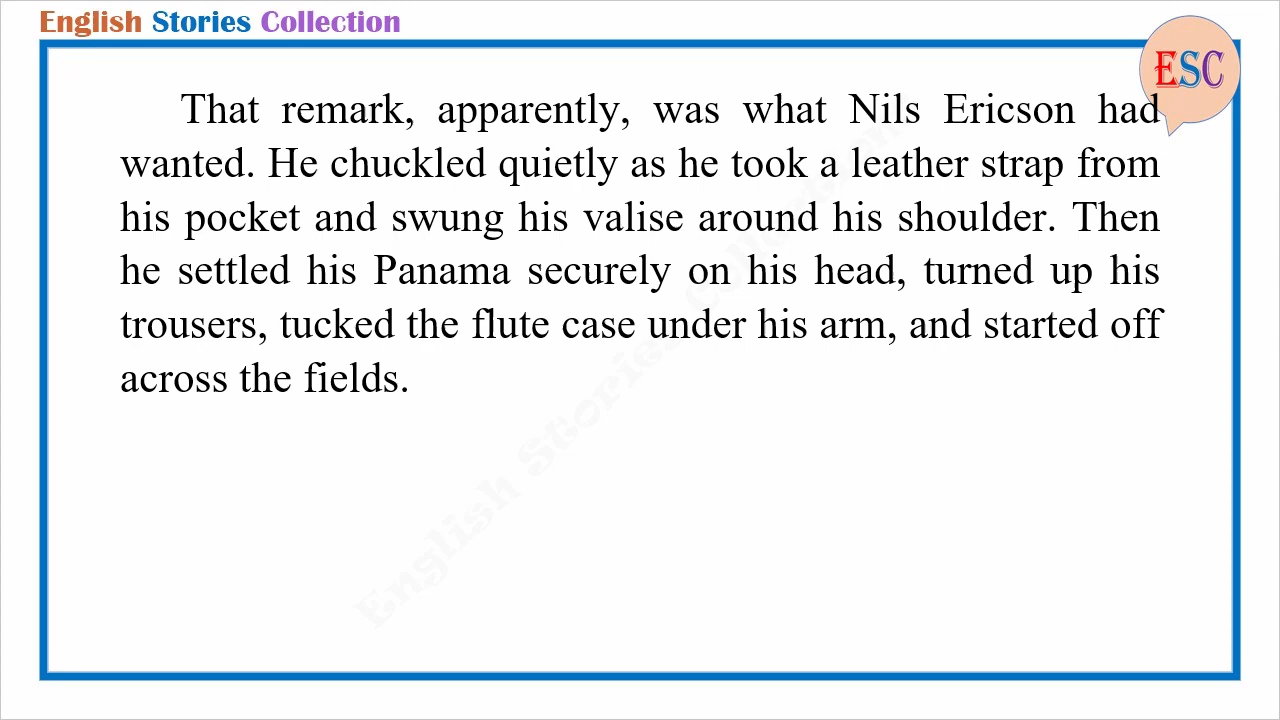 English Stories Collection
ESC
That remark, apparently, was what Nils Ericson had
wanted. He chuckled quietly as he took a leather strap from
his pocket and swung his valise around his shoulder. Then
he settled his Panama securely on his head, turned up his
trousers, tucked the flute case under his arm, and started off
across the fields.
English Stories Collection